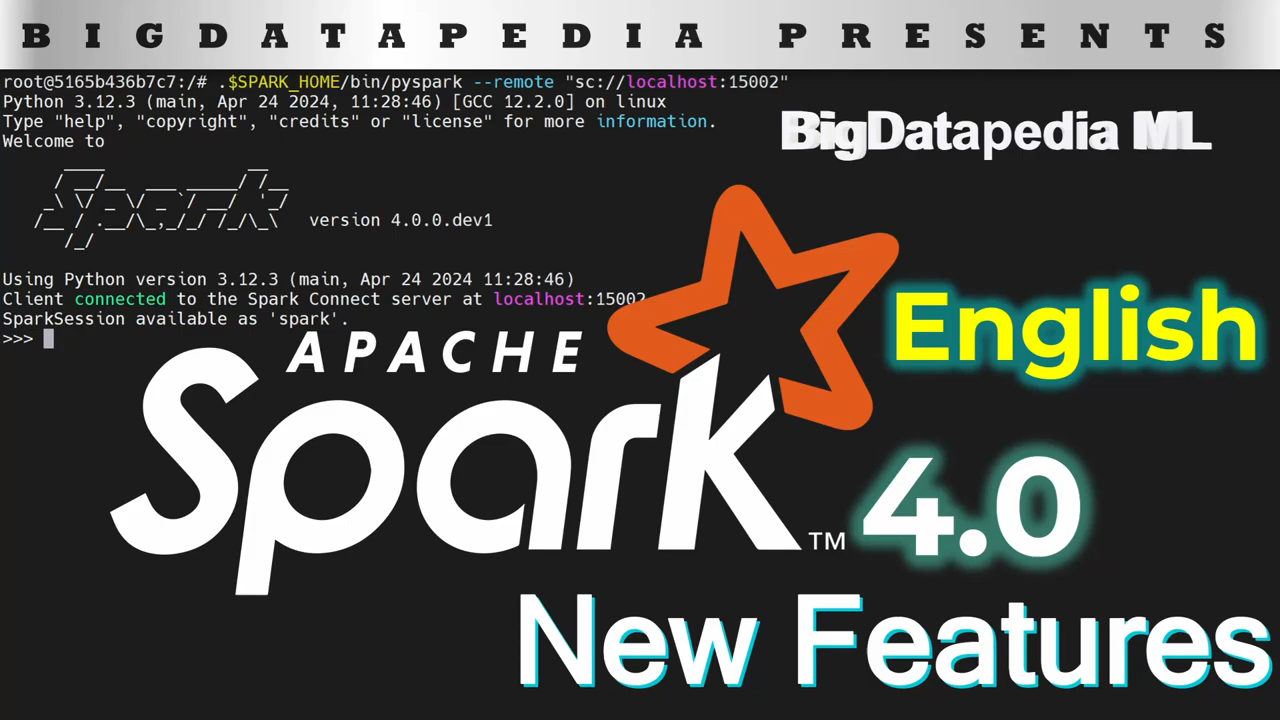 BIGDATAPEDIA PRESENTS
root@5165b436b7c7:/# .$SPARK_HOME/bin/pyspark --remote "sc://localhost:15002"
Python 3.12.3 (main, Apr 24 2024, 11:28:46) [GCC 12.2.0] on linux
Type "help", "copyright", "credits" or "license" for more information.
Welcome to
BigDatapedia ML
Spark
version 4.0.0.dev1
Using Python version 3.12.3 (main, Apr 24 2024 11:28:46)
Client connected to the Spark Connect server at localhost:15002
SparkSession available as 'spark'.
>>>
English
APACHE
Spark™
4.0
New Features